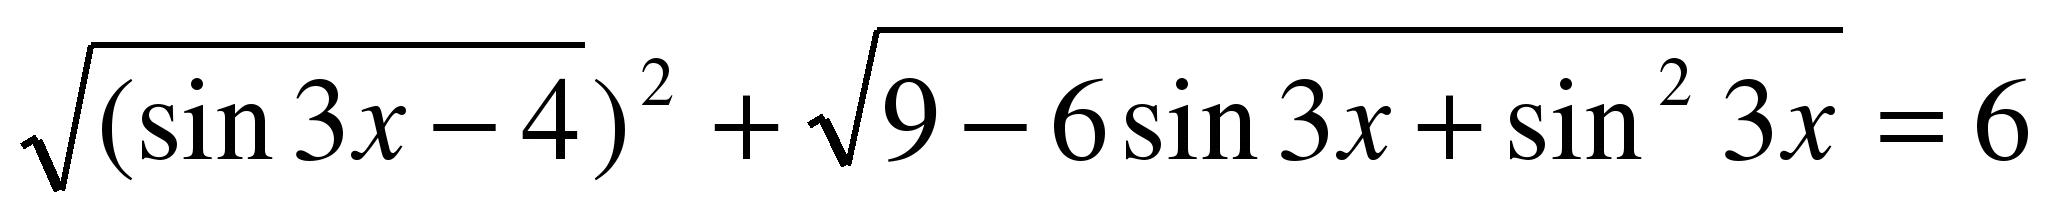 √(sin 3x − 4)² + √9 − 6 sin 3x + sin² 3x = 6